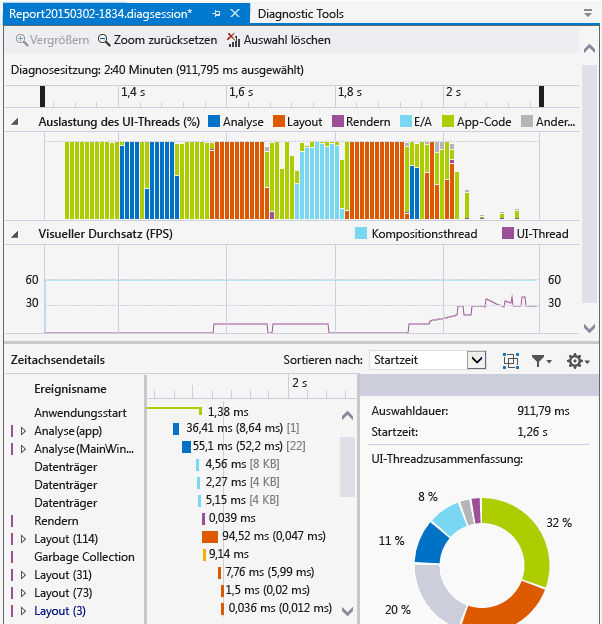 Report20150302-1834.diagsession*
Diagnostic Tools
Vergrößern
Zoom zurücksetzen
Auswahl löschen
Diagnosesitzung: 2:40 Minuten (911,795 ms ausgewählt)
1,4 s
1,6 s
1,8 s
2 s
Auslastung des UI-Threads (%)
Analyse
Layout
Rendern
E/A
App-Code
Ander...
Visueller Durchsatz (FPS)
Kompositionsthread
UI-Thread
60
60
30
30
Zeitachsendetails
Sortieren nach:
Startzeit
Ereignisname
2 s
Anwendungsstart
1,38 ms
Analyse(app)
36,41 ms (8,64 ms) [1]
Analyse(MainWin...
55,1 ms (52,2 ms) [22]
Datenträger
4,56 ms [8 KB]
Datenträger
2,27 ms [4 KB]
Datenträger
5,15 ms [4 KB]
Rendern
0,039 ms
Layout (114)
94,52 ms (0,047 ms)
Garbage Collection
9,14 ms
Layout (31)
7,76 ms (5,99 ms)
Layout (73)
1,5 ms (0,02 ms)
Layout (3)
0,036 ms (0,012 ms)
Auswahldauer:
911,79 ms
Startzeit:
1,26 s
UI-Threadzusammenfassung:
8 %
32 %
11 %
20 %